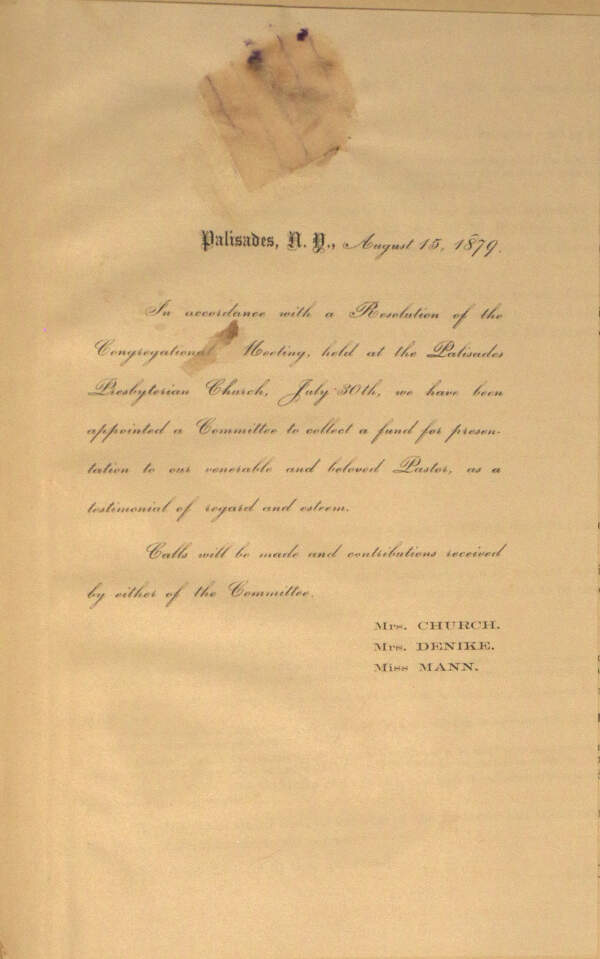 Palisades, N. Y., August 15, 1879.
In accordance with a Resolution of the
Congregational Meeting, held at the Palisades
Presbyterian Church, July 30th, we have been
appointed a Committee to collect a fund for presen-
tation to our venerable and beloved Pastor, as a
testimonial of regard and esteem.
Calls will be made and contributions received
by either of the Committee.
Mrs. CHURCH.
Mrs. DENIKE.
Miss MANN.